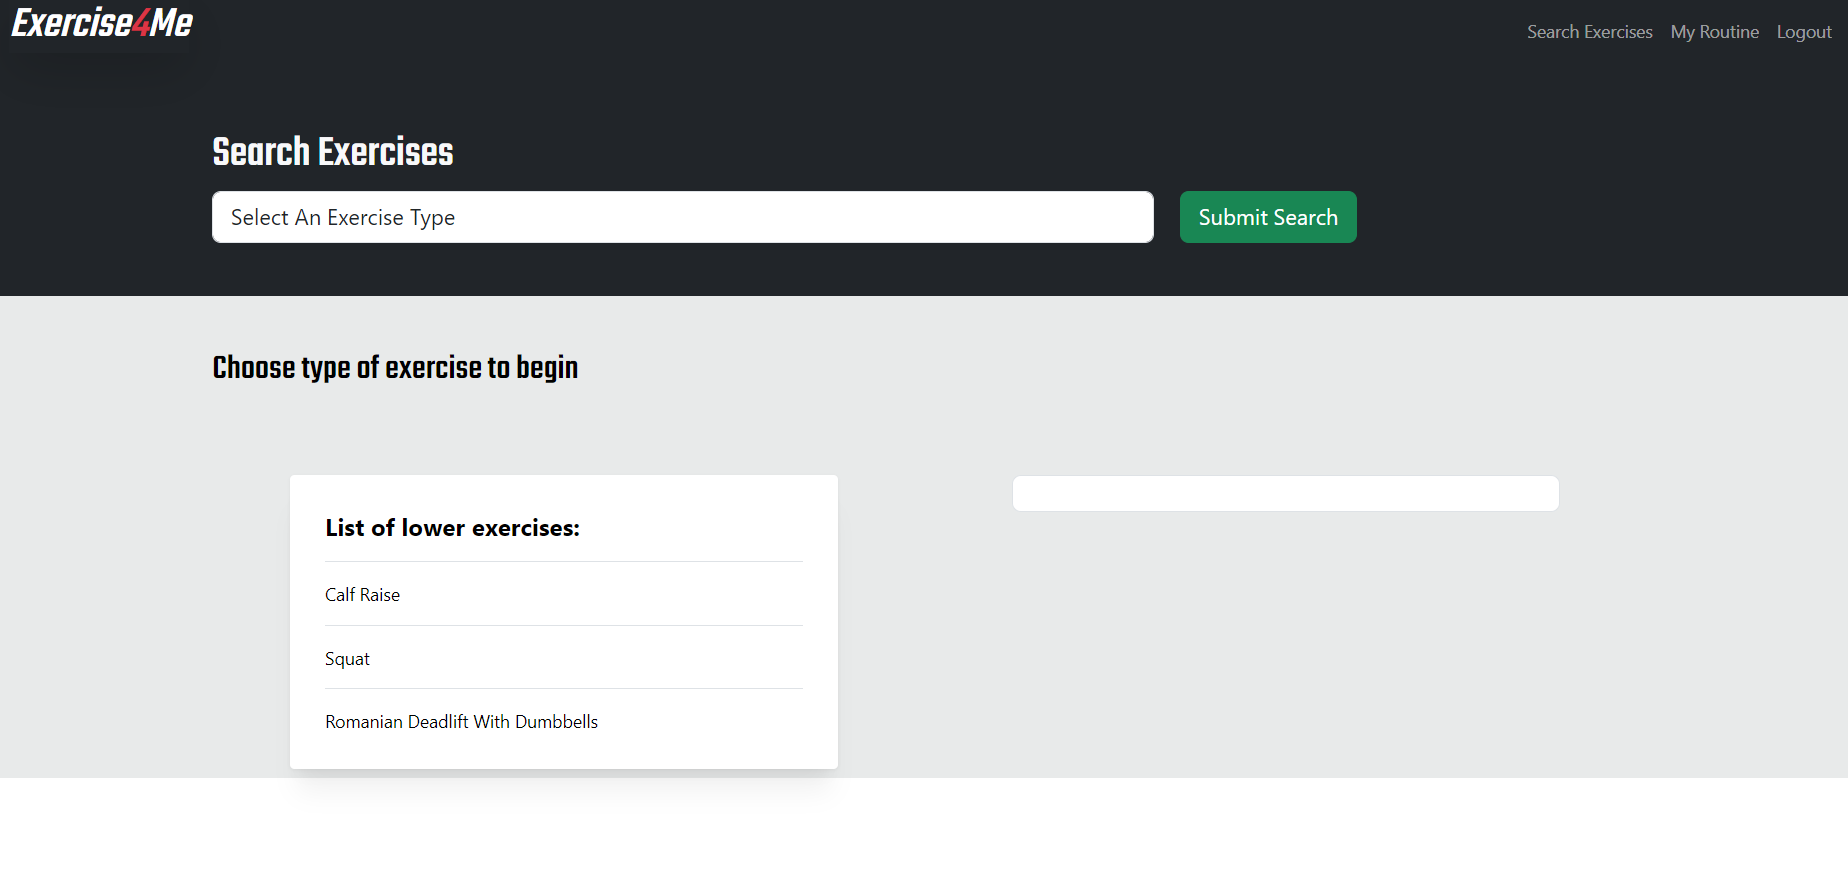 Exercise4Me
Search Exercises My Routine Logout
Search Exercises
Select An Exercise Type
Submit Search
Choose type of exercise to begin
List of lower exercises:
Calf Raise
Squat
Romanian Deadlift With Dumbbells